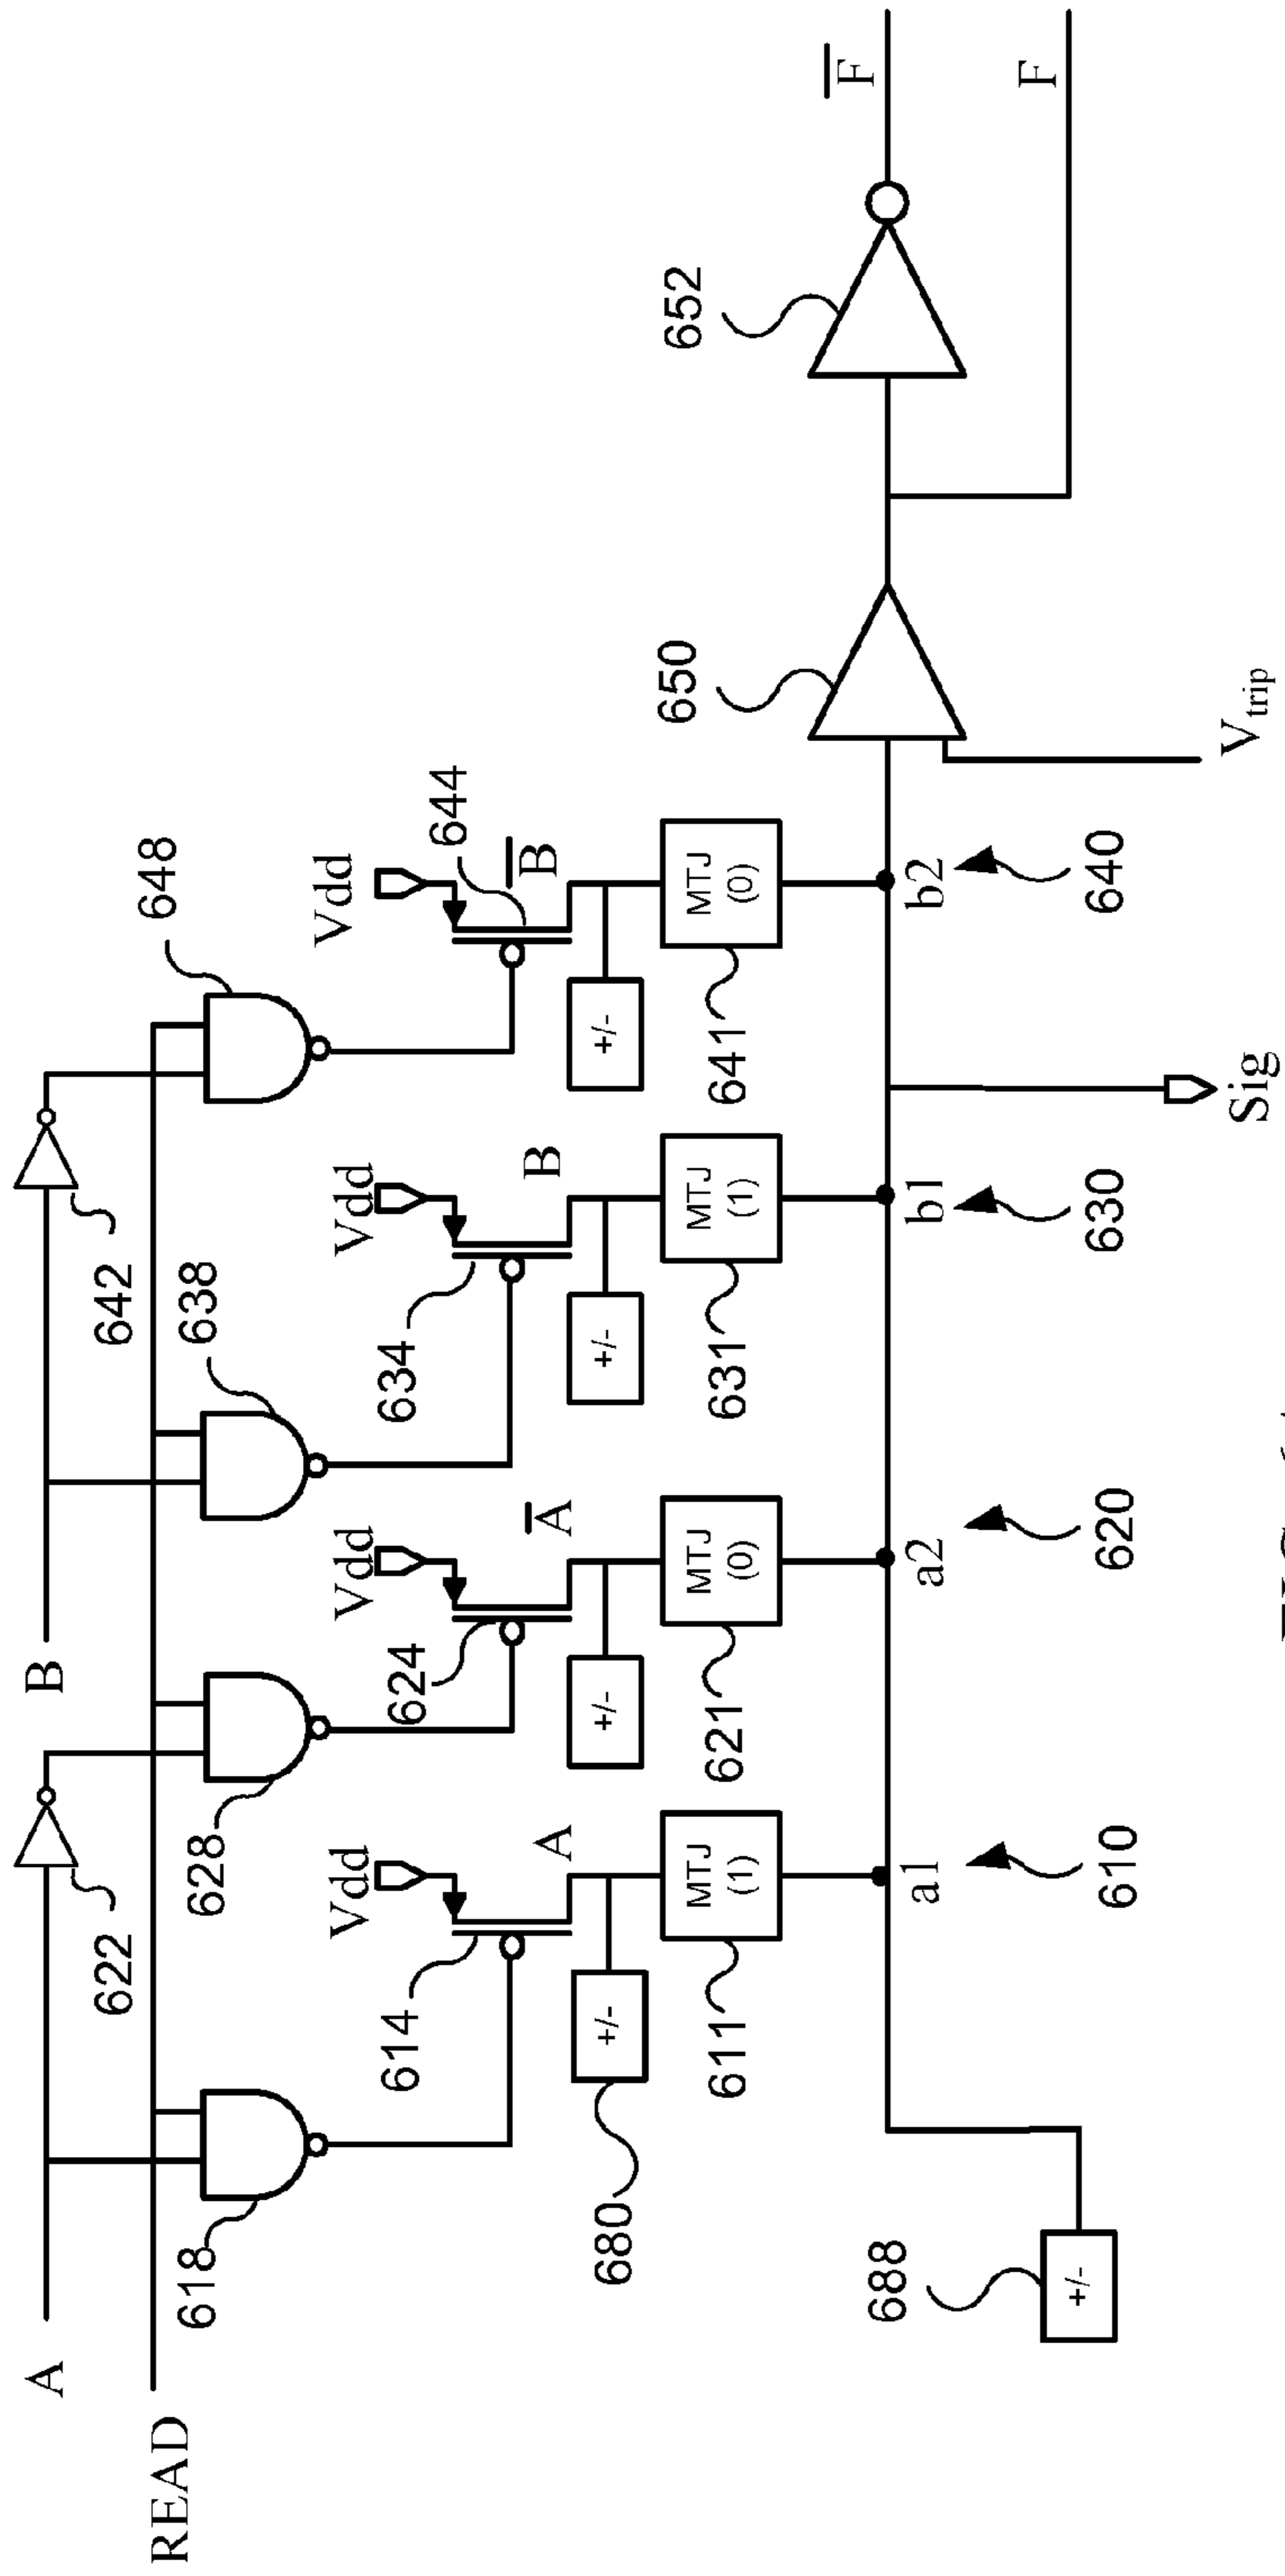 A
READ
B
622
642
618
628
638
648
Vdd
Vdd
Vdd
Vdd
614
624
634
644
A
A
B
B
680
+/-
+/-
+/-
+/-
611
MTJ
(1)
621
MTJ
(0)
631
MTJ
(1)
641
MTJ
(0)
650
652
F
F
688
+/-
a1
a2
b1
b2
610
620
630
640
Sig
Vtrip